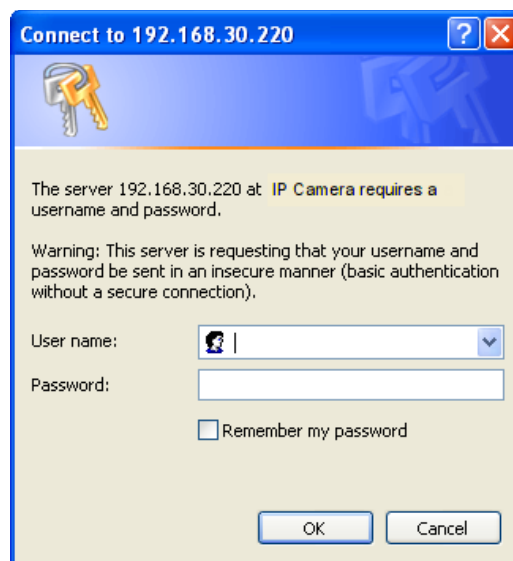 Connect to 192.168.30.220
The server 192.168.30.220 at IP Camera requires a
username and password.
Warning: This server is requesting that your username and
password be sent in an insecure manner (basic authentication
without a secure connection).
User name:
Password:
Remember my password
OK Cancel